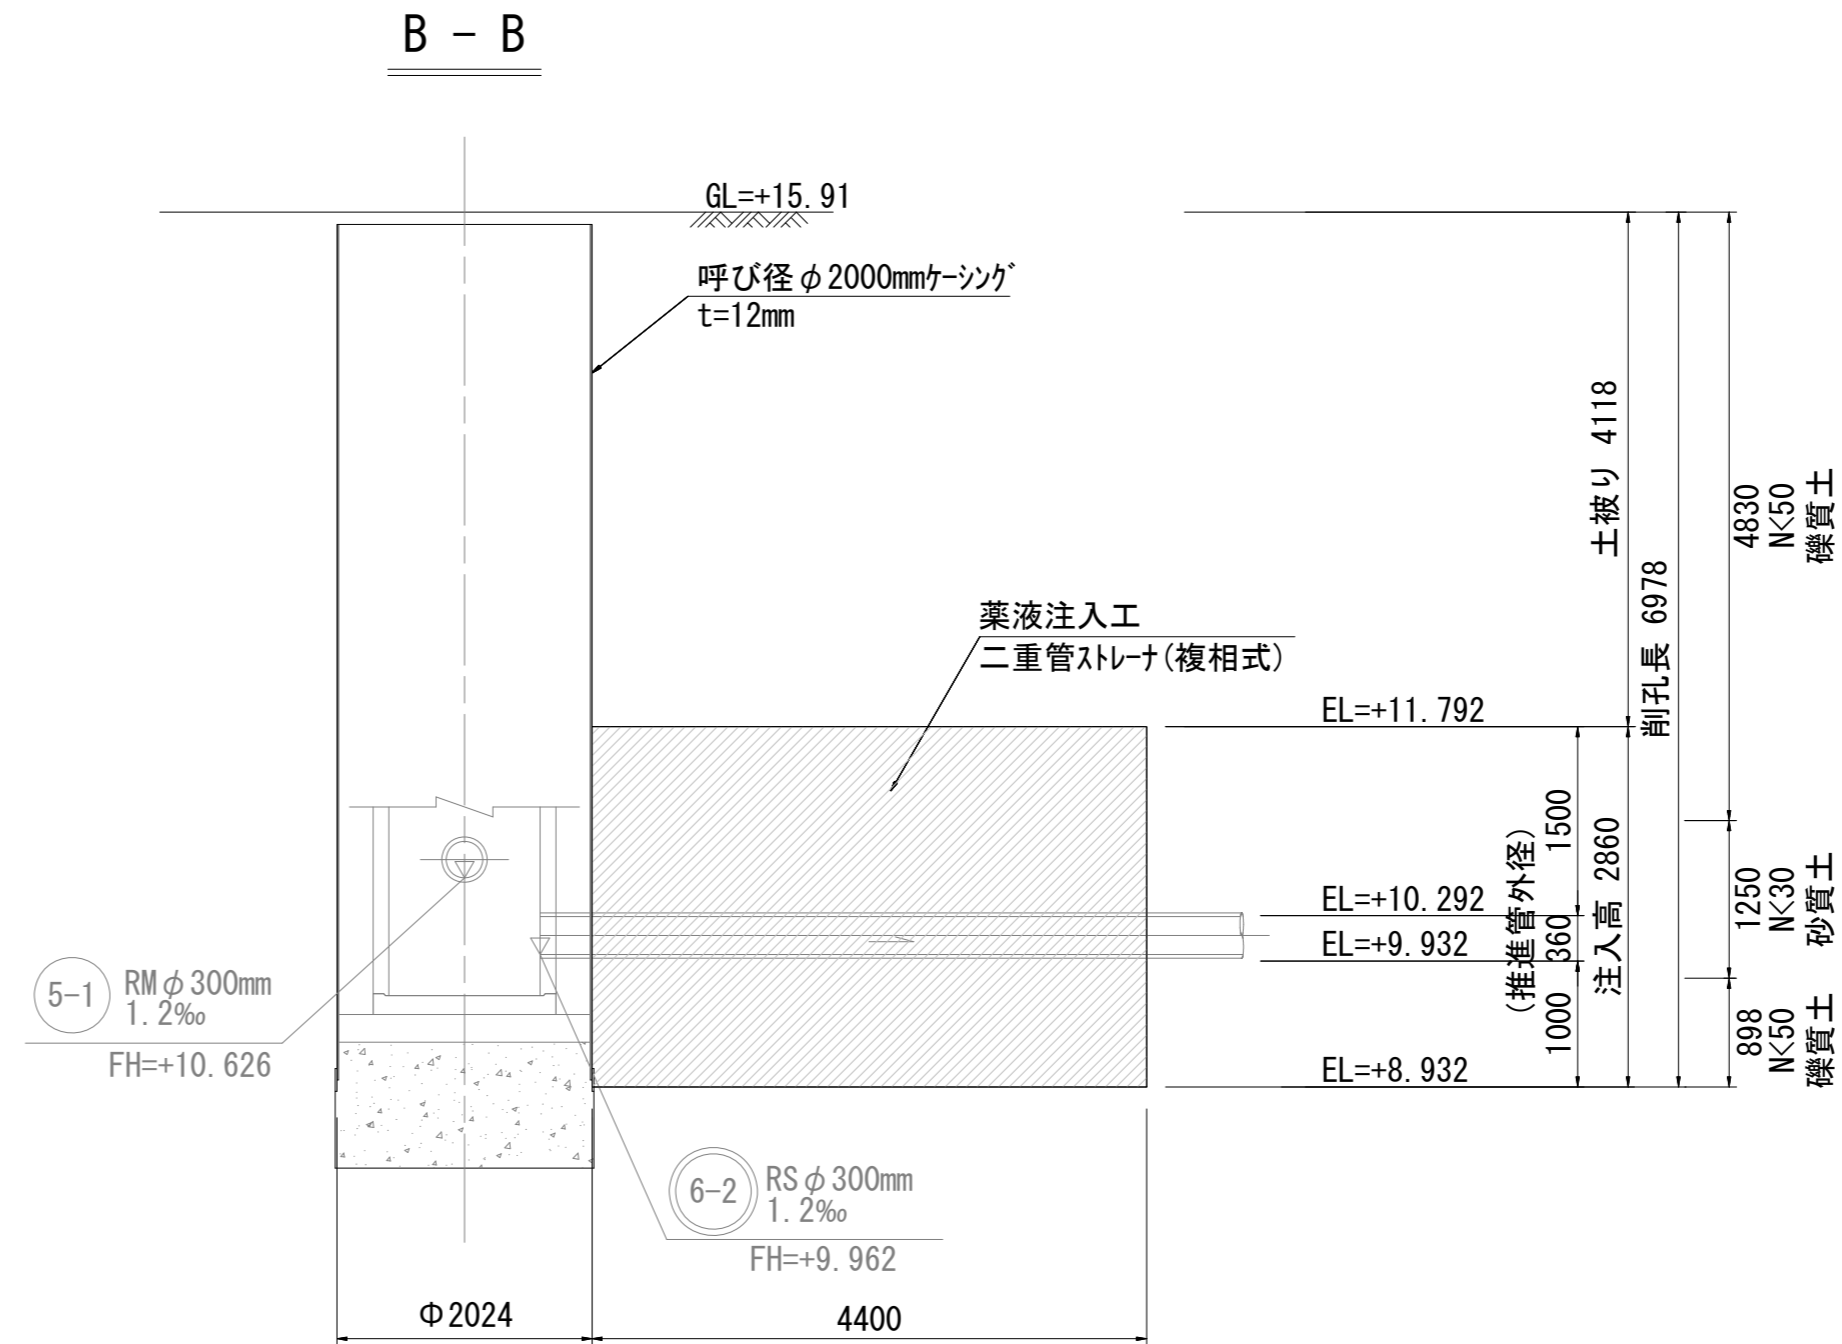 B - B
GL=+15.91
呼び径φ2000mmｹｰｼﾝｸﾞ
t=12mm
薬液注入工
二重管ｽﾄﾚｰﾅ(複相式)
EL=+11.792
EL=+10.292
EL=+9.932
EL=+8.932
1500
360
(推進管外径)
1000
土被り 4118
注入高 2860
削孔長 6978
4830
N<50
礫質土
1250
N<30
砂質土
898
N<50
礫質土
5-1 RMφ300mm
1.2‰
FH=+10.626
6-2 RSφ300mm
1.2‰
FH=+9.962
Φ2024
4400